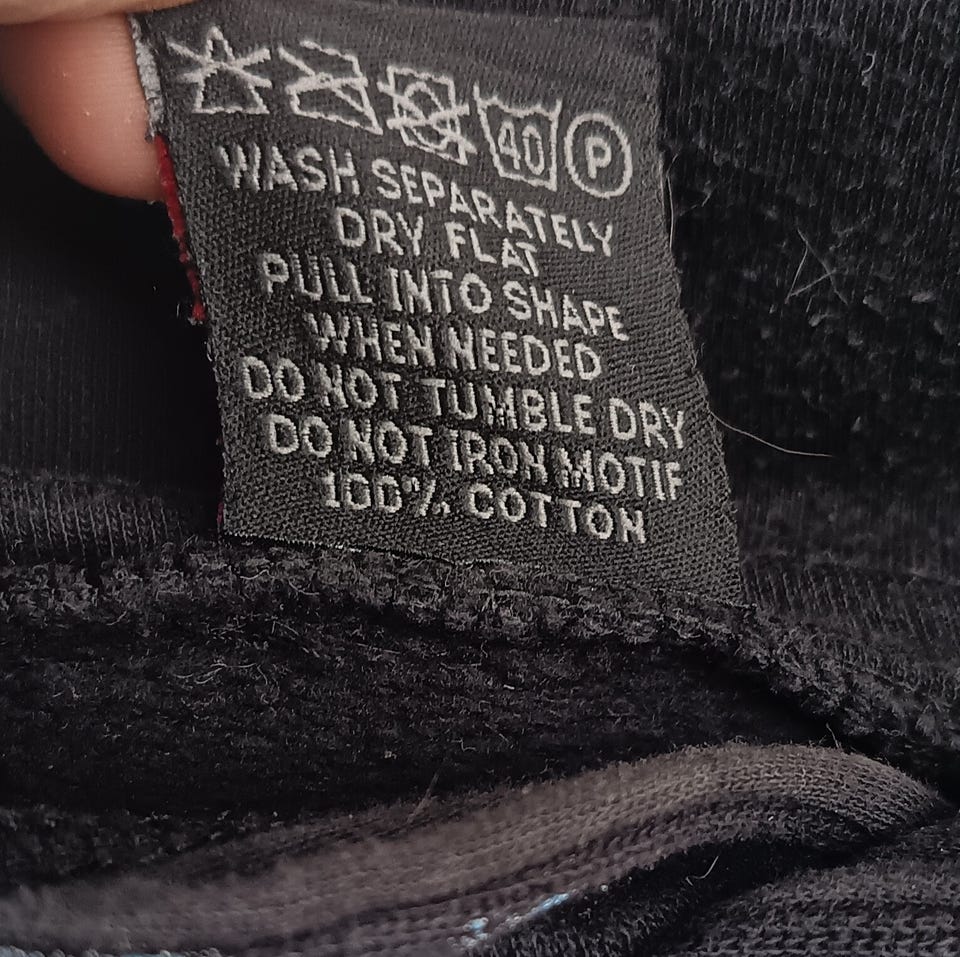 40 P
WASH SEPARATELY
DRY FLAT
PULL INTO SHAPE
WHEN NEEDED
DO NOT TUMBLE DRY
DO NOT IRON MOTIF
100% COTTON